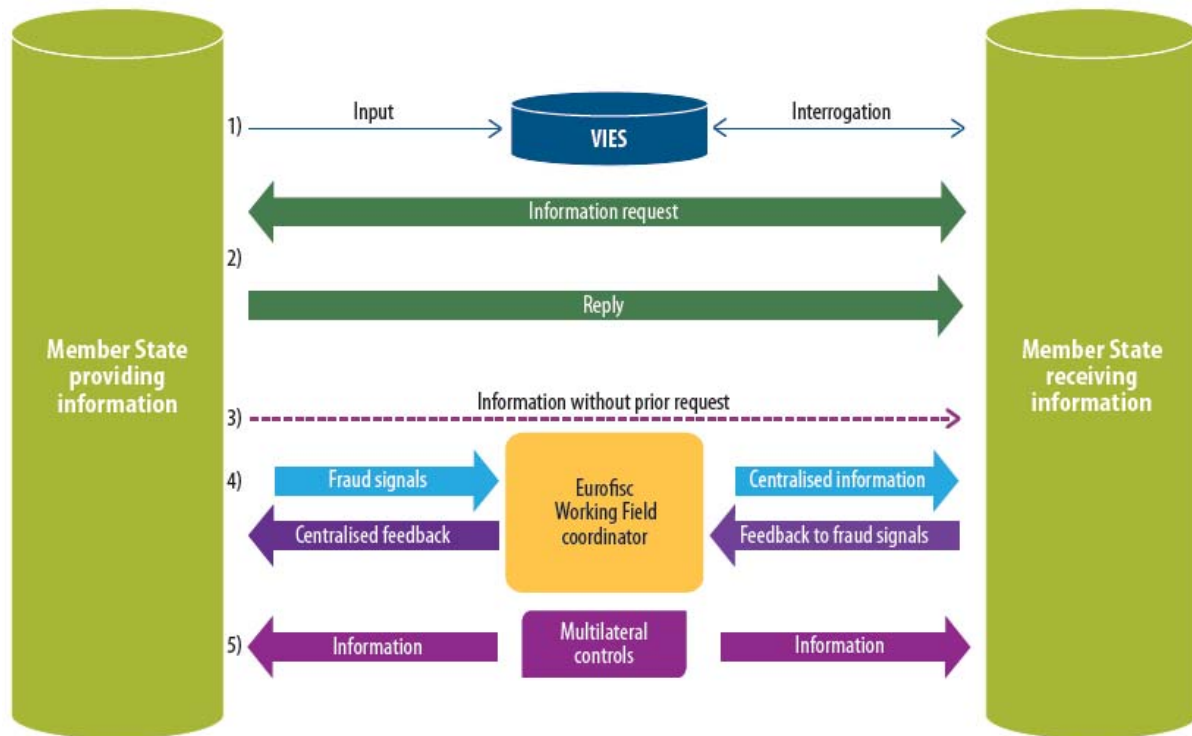 1)
Input
VIES
Interrogation
Information request
2)
Reply
Member State
providing
information
Member State
receiving
information
Information without prior request
3)
4)
Fraud signals
Eurofisc
Working Field
coordinator
Centralised information
Centralised feedback
Feedback to fraud signals
5)
Information
Multilateral
controls
Information